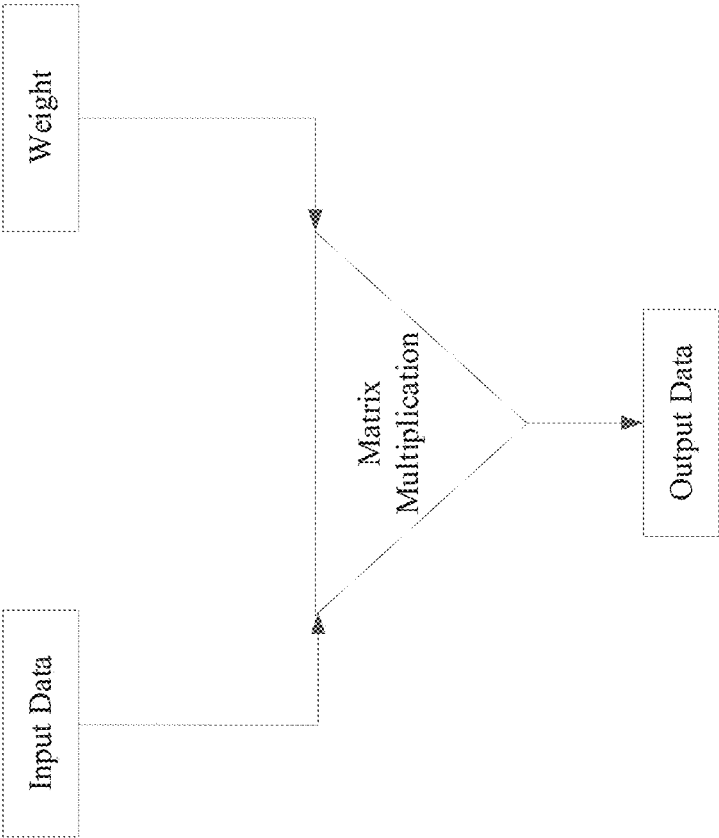 Input Data
Weight
Matrix
Multiplication
Output Data